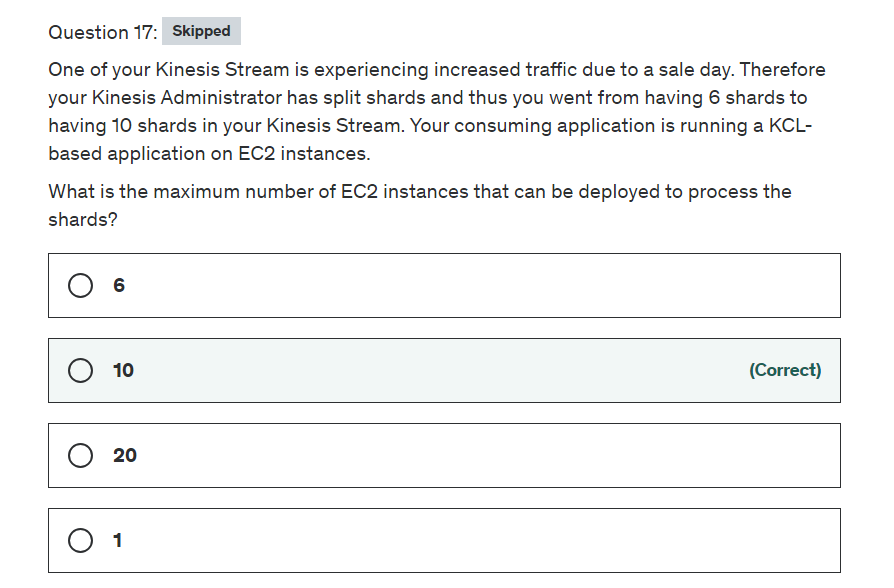 Question 17: Skipped
One of your Kinesis Stream is experiencing increased traffic due to a sale day. Therefore
your Kinesis Administrator has split shards and thus you went from having 6 shards to
having 10 shards in your Kinesis Stream. Your consuming application is running a KCL-
based application on EC2 instances.
What is the maximum number of EC2 instances that can be deployed to process the
shards?
6
10 (Correct)
20
1